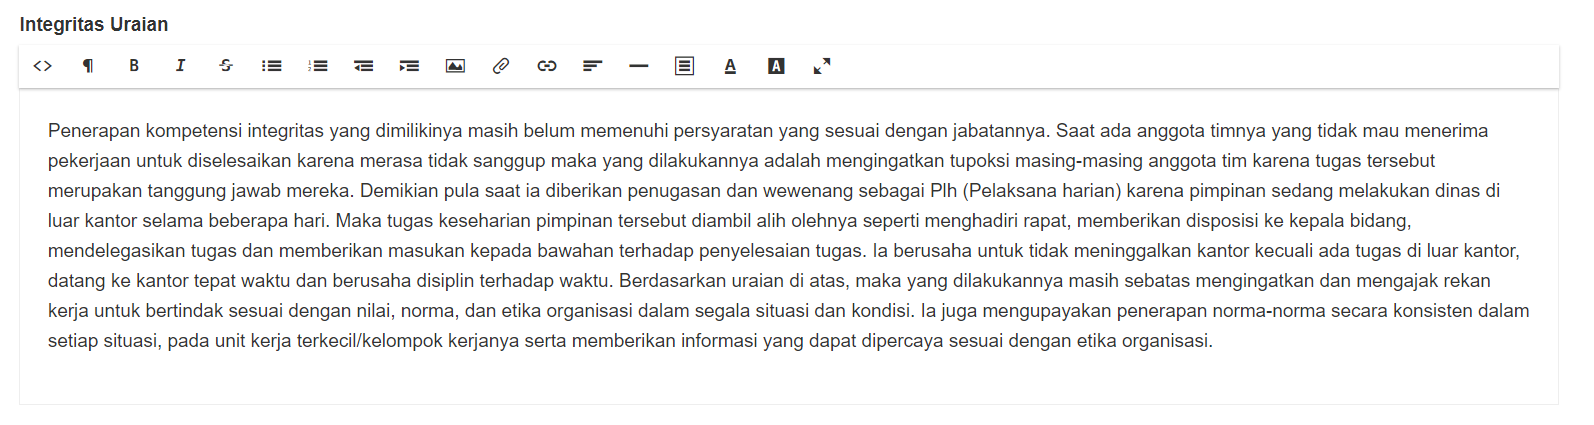 Integritas Uraian
<> ¶ B I S A A
Penerapan kompetensi integritas yang dimilikinya masih belum memenuhi persyaratan yang sesuai dengan jabatannya. Saat ada anggota timnya yang tidak mau menerima
pekerjaan untuk diselesaikan karena merasa tidak sanggup maka yang dilakukannya adalah mengingatkan tupoksi masing-masing anggota tim karena tugas tersebut
merupakan tanggung jawab mereka. Demikian pula saat ia diberikan penugasan dan wewenang sebagai Plh (Pelaksana harian) karena pimpinan sedang melakukan dinas di
luar kantor selama beberapa hari. Maka tugas keseharian pimpinan tersebut diambil alih olehnya seperti menghadiri rapat, memberikan disposisi ke kepala bidang,
mendelegasikan tugas dan memberikan masukan kepada bawahan terhadap penyelesaian tugas. Ia berusaha untuk tidak meninggalkan kantor kecuali ada tugas di luar kantor,
datang ke kantor tepat waktu dan berusaha disiplin terhadap waktu. Berdasarkan uraian di atas, maka yang dilakukannya masih sebatas mengingatkan dan mengajak rekan
kerja untuk bertindak sesuai dengan nilai, norma, dan etika organisasi dalam segala situasi dan kondisi. Ia juga mengupayakan penerapan norma-norma secara konsisten dalam
setiap situasi, pada unit kerja terkecil/kelompok kerjanya serta memberikan informasi yang dapat dipercaya sesuai dengan etika organisasi.